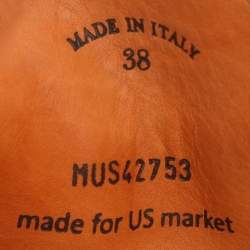 MADE IN ITALY
38
MUS42753
made for US market